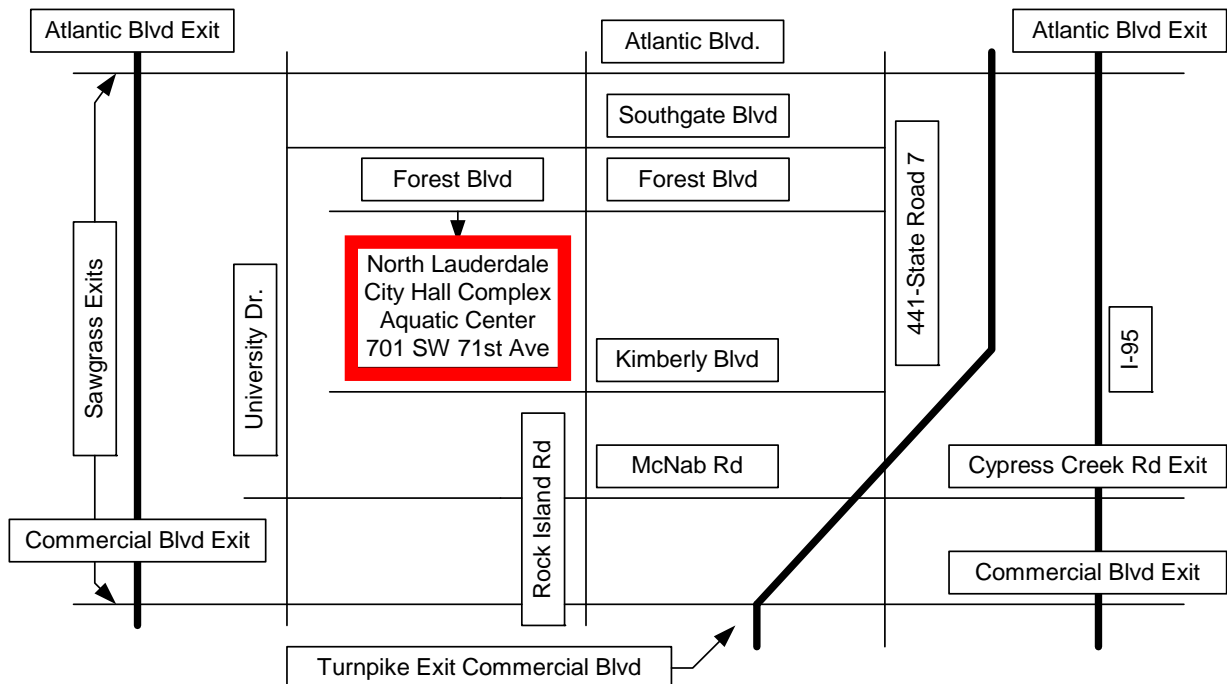 Atlantic Blvd Exit
Atlantic Blvd.
Atlantic Blvd Exit
Southgate Blvd
Forest Blvd
Forest Blvd
441-State Road 7
Sawgrass Exits
University Dr.
North Lauderdale
City Hall Complex
Aquatic Center
701 SW 71st Ave
Kimberly Blvd
I-95
Rock Island Rd
McNab Rd
Cypress Creek Rd Exit
Commercial Blvd Exit
Commercial Blvd Exit
Turnpike Exit Commercial Blvd